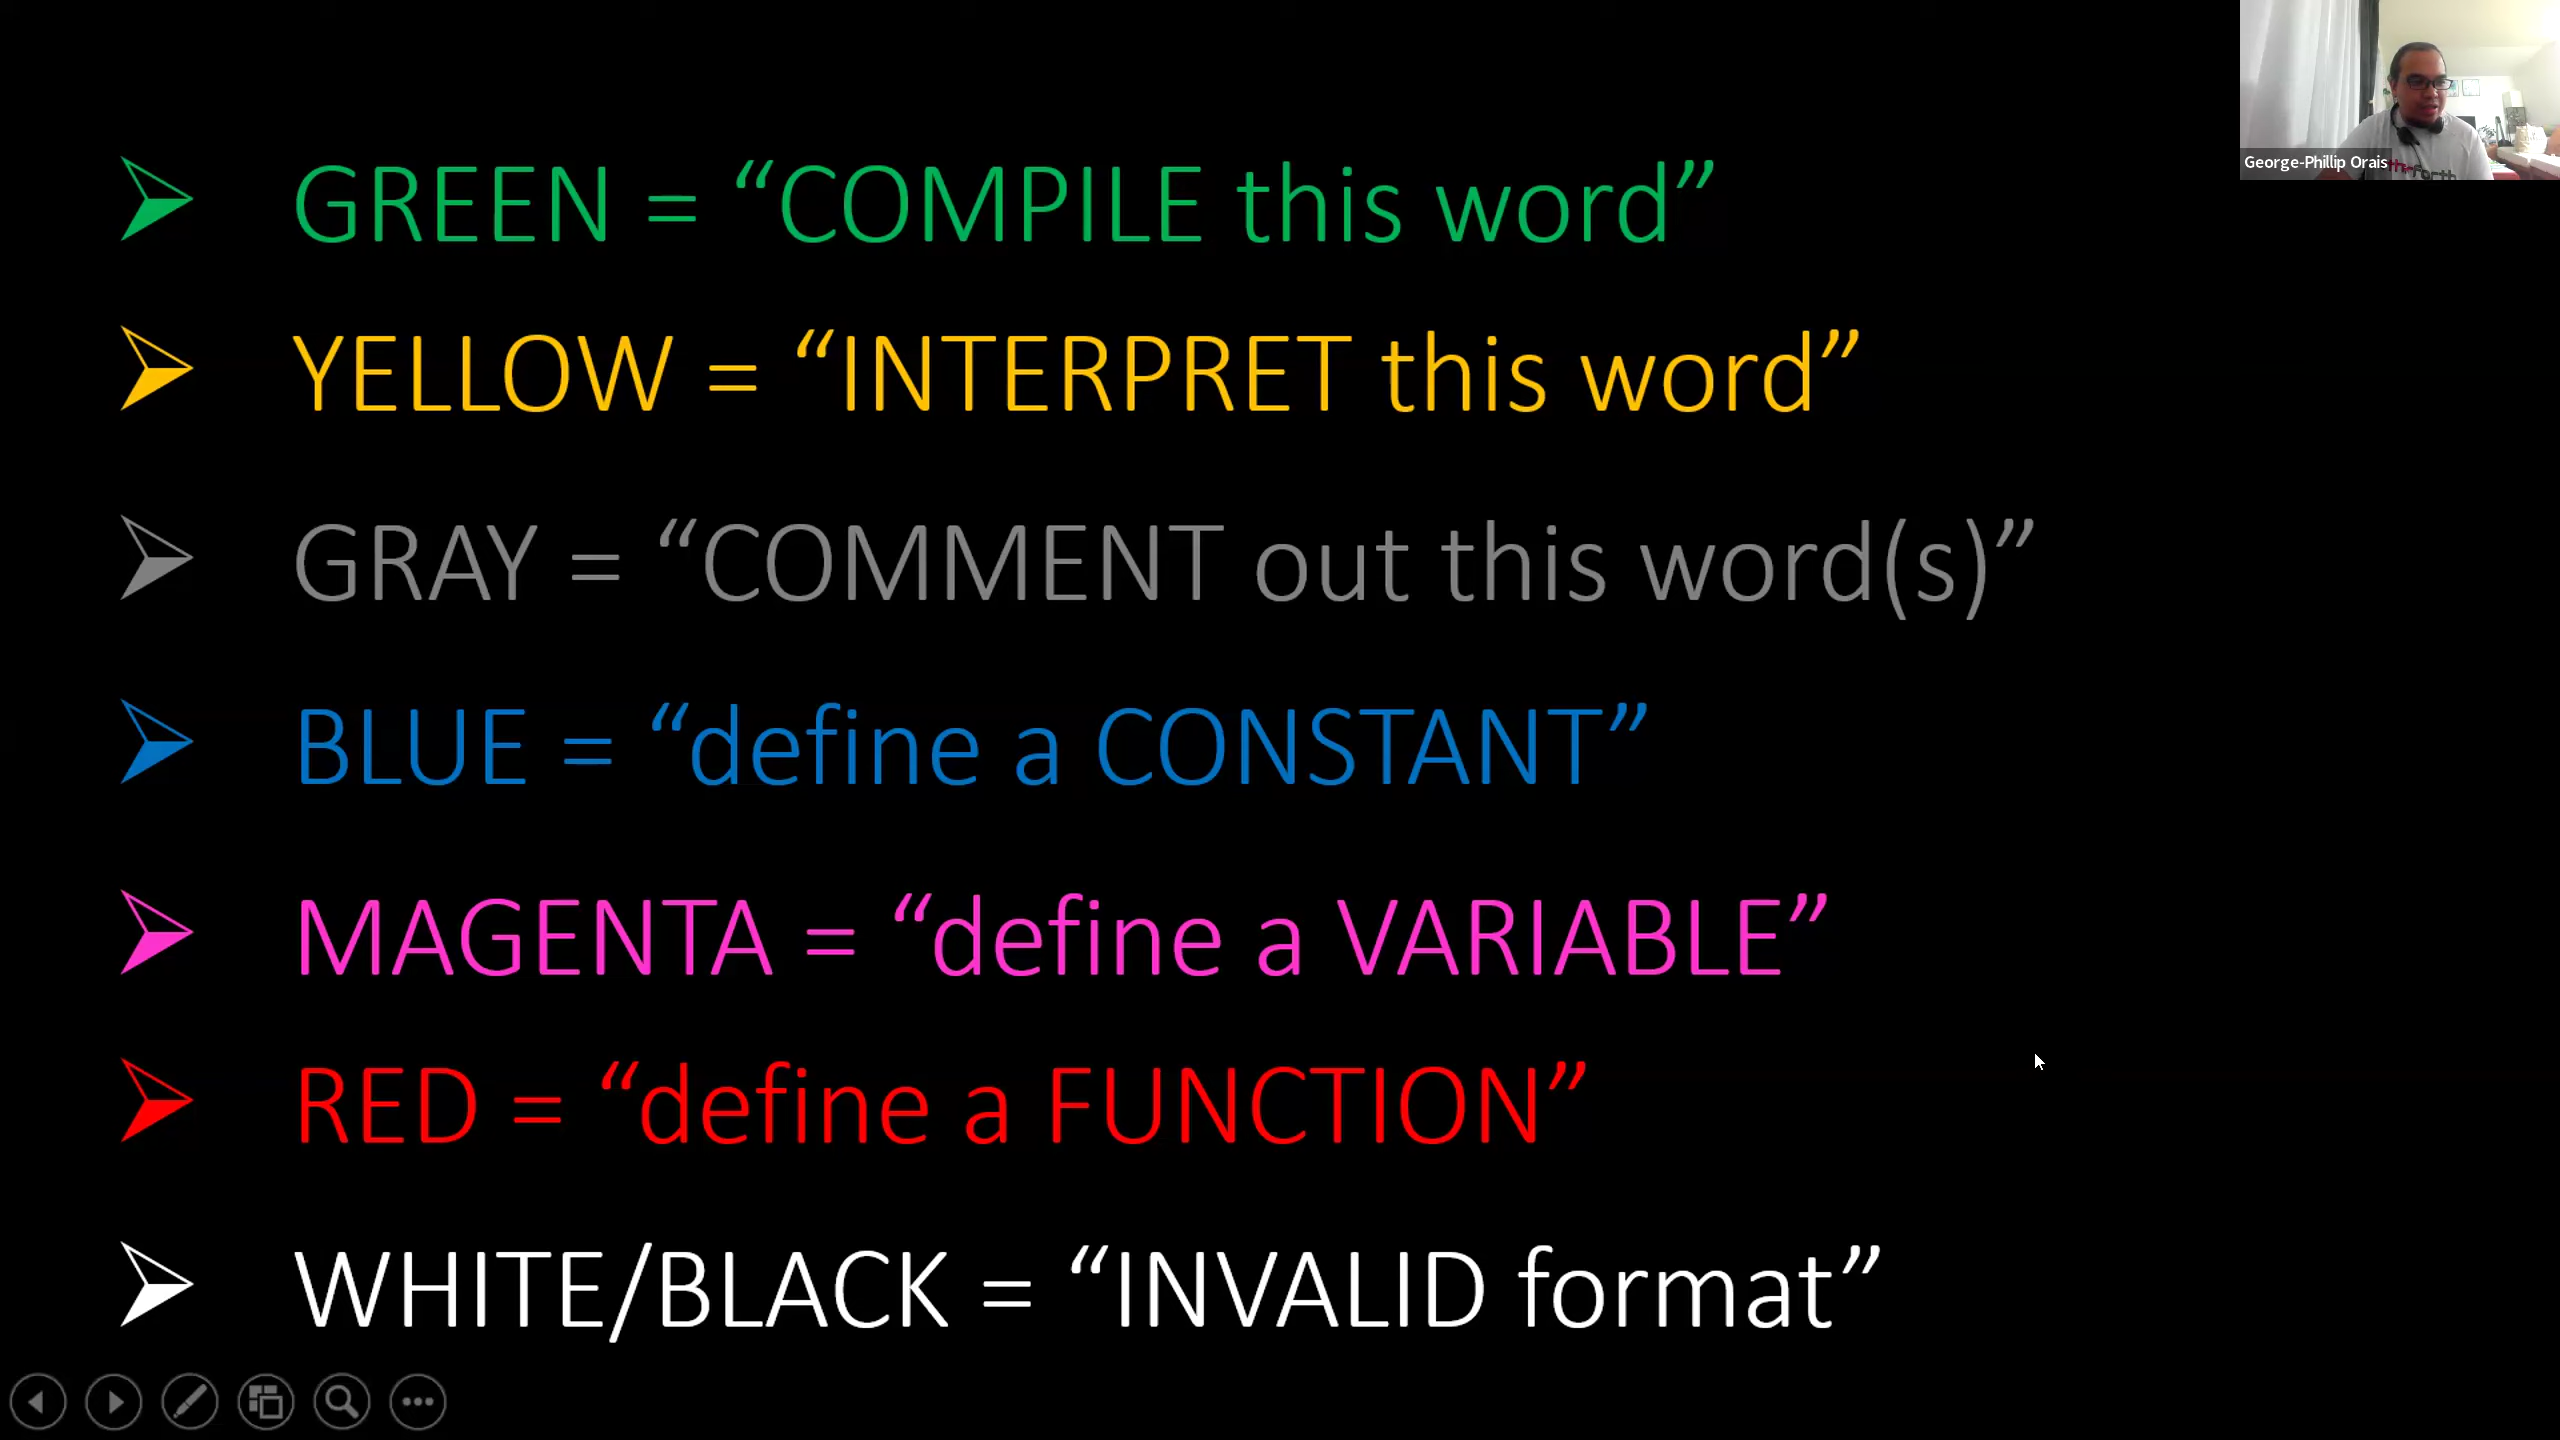 GREEN = “COMPILE this word”
YELLOW = “INTERPRET this word”
GRAY = “COMMENT out this word(s)”
BLUE = “define a CONSTANT”
MAGENTA = “define a VARIABLE”
RED = “define a FUNCTION”
WHITE/BLACK = “INVALID format”
George-Phillip Orais